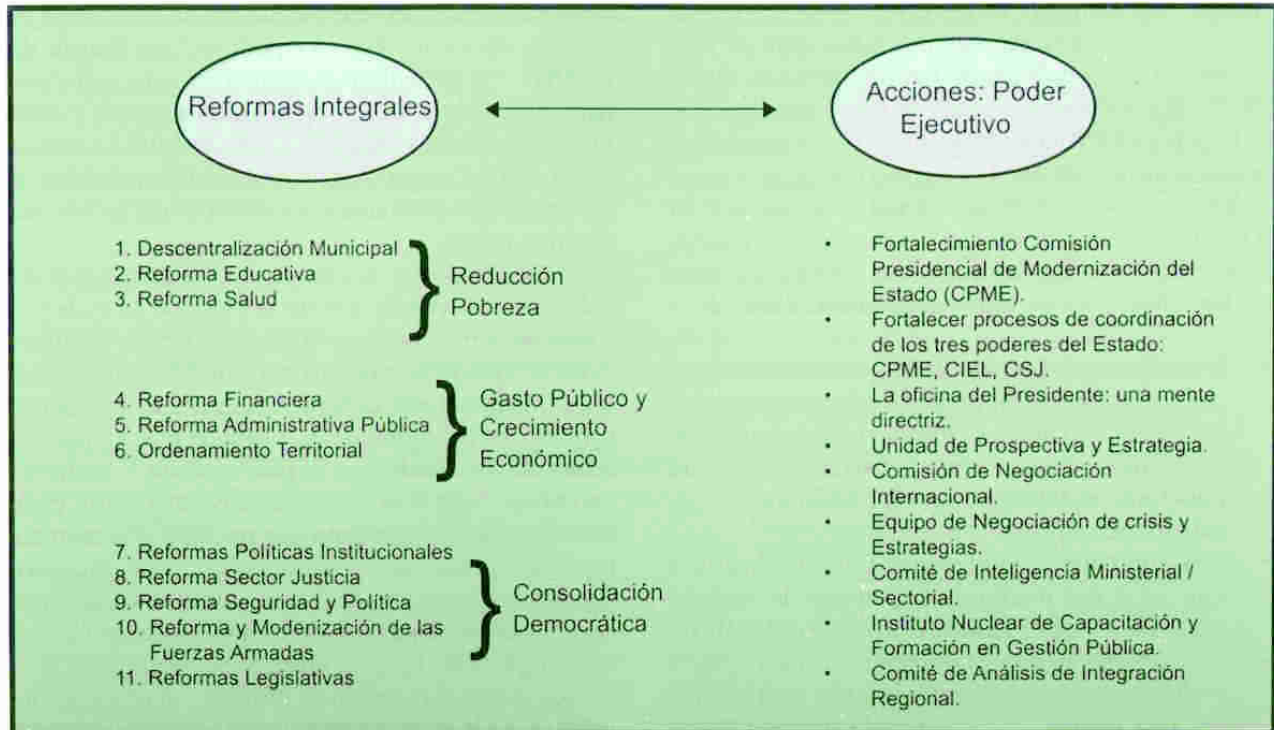 Reformas Integrales
1. Descentralización Municipal
2. Reforma Educativa
3. Reforma Salud
Reducción
Pobreza
4. Reforma Financiera
5. Reforma Administrativa Pública
6. Ordenamiento Territorial
Gasto Público y
Crecimiento
Económico
7. Reformas Políticas Institucionales
8. Reforma Sector Justicia
9. Reforma Seguridad y Política
10. Reforma y Modenización de las
Fuerzas Armadas
11. Reformas Legislativas
Consolidación
Democrática
Acciones: Poder
Ejecutivo
• Fortalecimiento Comisión
Presidencial de Modernización del
Estado (CPME).
• Fortalecer procesos de coordinación
de los tres poderes del Estado:
CPME, CIEL, CSJ.
• La oficina del Presidente: una mente
directriz.
• Unidad de Prospectiva y Estrategia.
• Comisión de Negociación
Internacional.
• Equipo de Negociación de crisis y
Estrategias.
• Comité de Inteligencia Ministerial /
Sectorial.
• Instituto Nuclear de Capacitación y
Formación en Gestión Pública.
• Comité de Análisis de Integración
Regional.